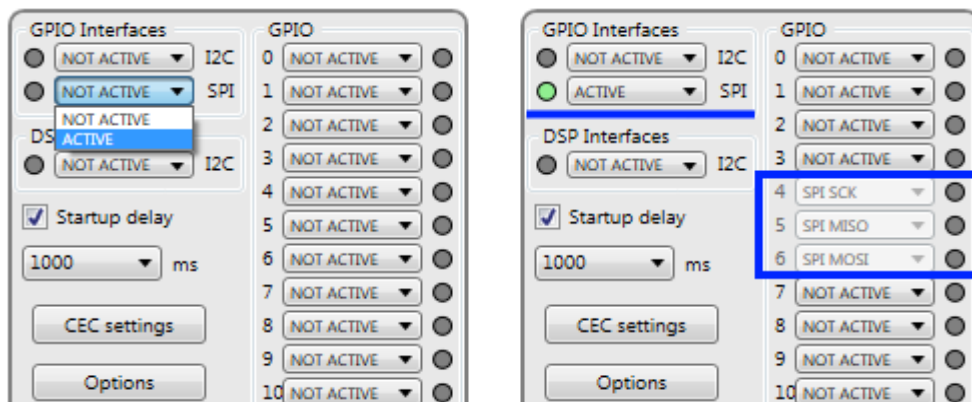 GPIO Interfaces
NOT ACTIVE I2C
NOT ACTIVE SPI
NOT ACTIVE
ACTIVE
DS
NOT ACTIVE I2C
Startup delay
1000 ms
CEC settings
Options
GPIO
0 NOT ACTIVE
1 NOT ACTIVE
2 NOT ACTIVE
3 NOT ACTIVE
4 NOT ACTIVE
5 NOT ACTIVE
6 NOT ACTIVE
7 NOT ACTIVE
8 NOT ACTIVE
9 NOT ACTIVE
10 NOT ACTIVE
GPIO Interfaces
NOT ACTIVE I2C
ACTIVE SPI
DSP Interfaces
NOT ACTIVE I2C
Startup delay
1000 ms
CEC settings
Options
GPIO
0 NOT ACTIVE
1 NOT ACTIVE
2 NOT ACTIVE
3 NOT ACTIVE
4 SPI SCK
5 SPI MISO
6 SPI MOSI
7 NOT ACTIVE
8 NOT ACTIVE
9 NOT ACTIVE
10 NOT ACTIVE